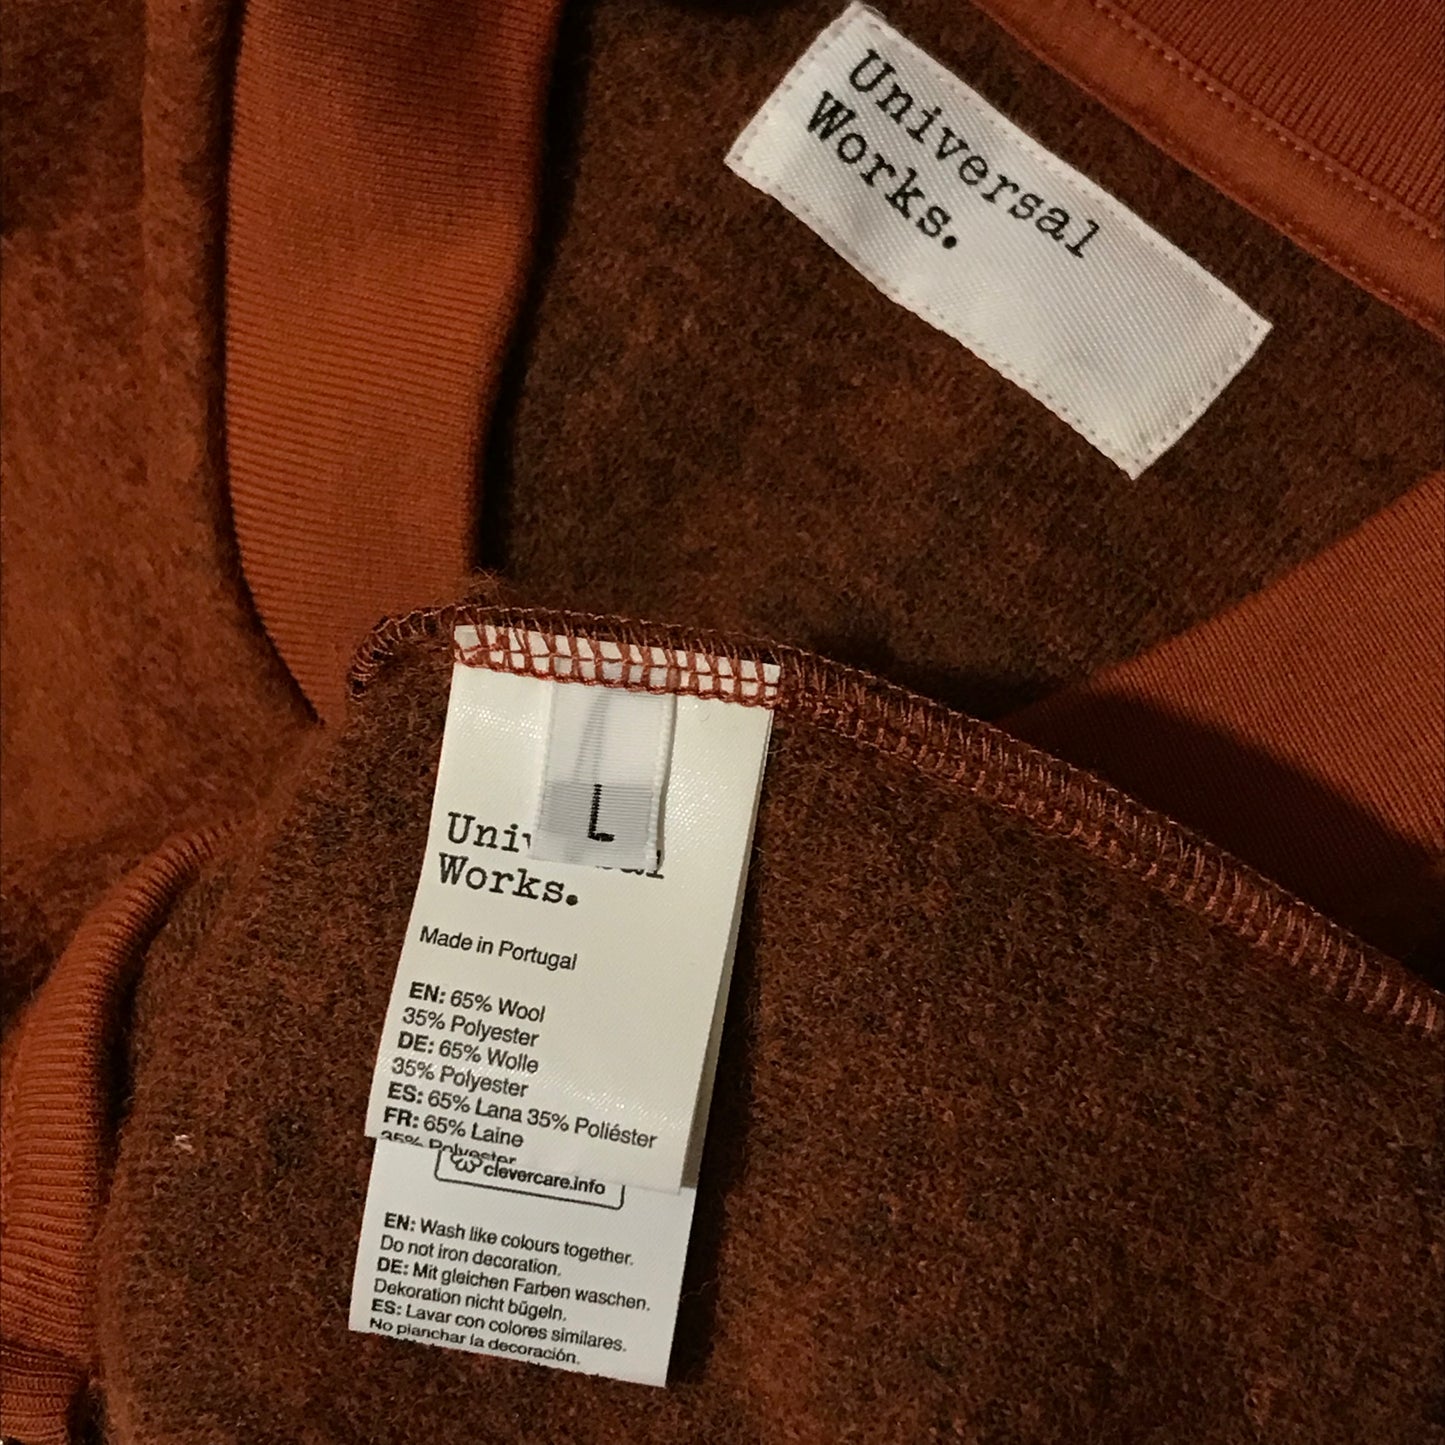 Universal
Works.
L
Works.
Made in Portugal
EN: 65% Wool
35% Polyester
DE: 65% Wolle
35% Polyester
ES: 65% Lana 35% Poliéster
FR: 65% Laine
35% Polyester
clevercare.info
EN: Wash like colours together.
Do not iron decoration.
DE: Mit gleichen Farben waschen.
Dekoration nicht bügeln.
ES: Lavar con colores similares.
No planchar la decoración.